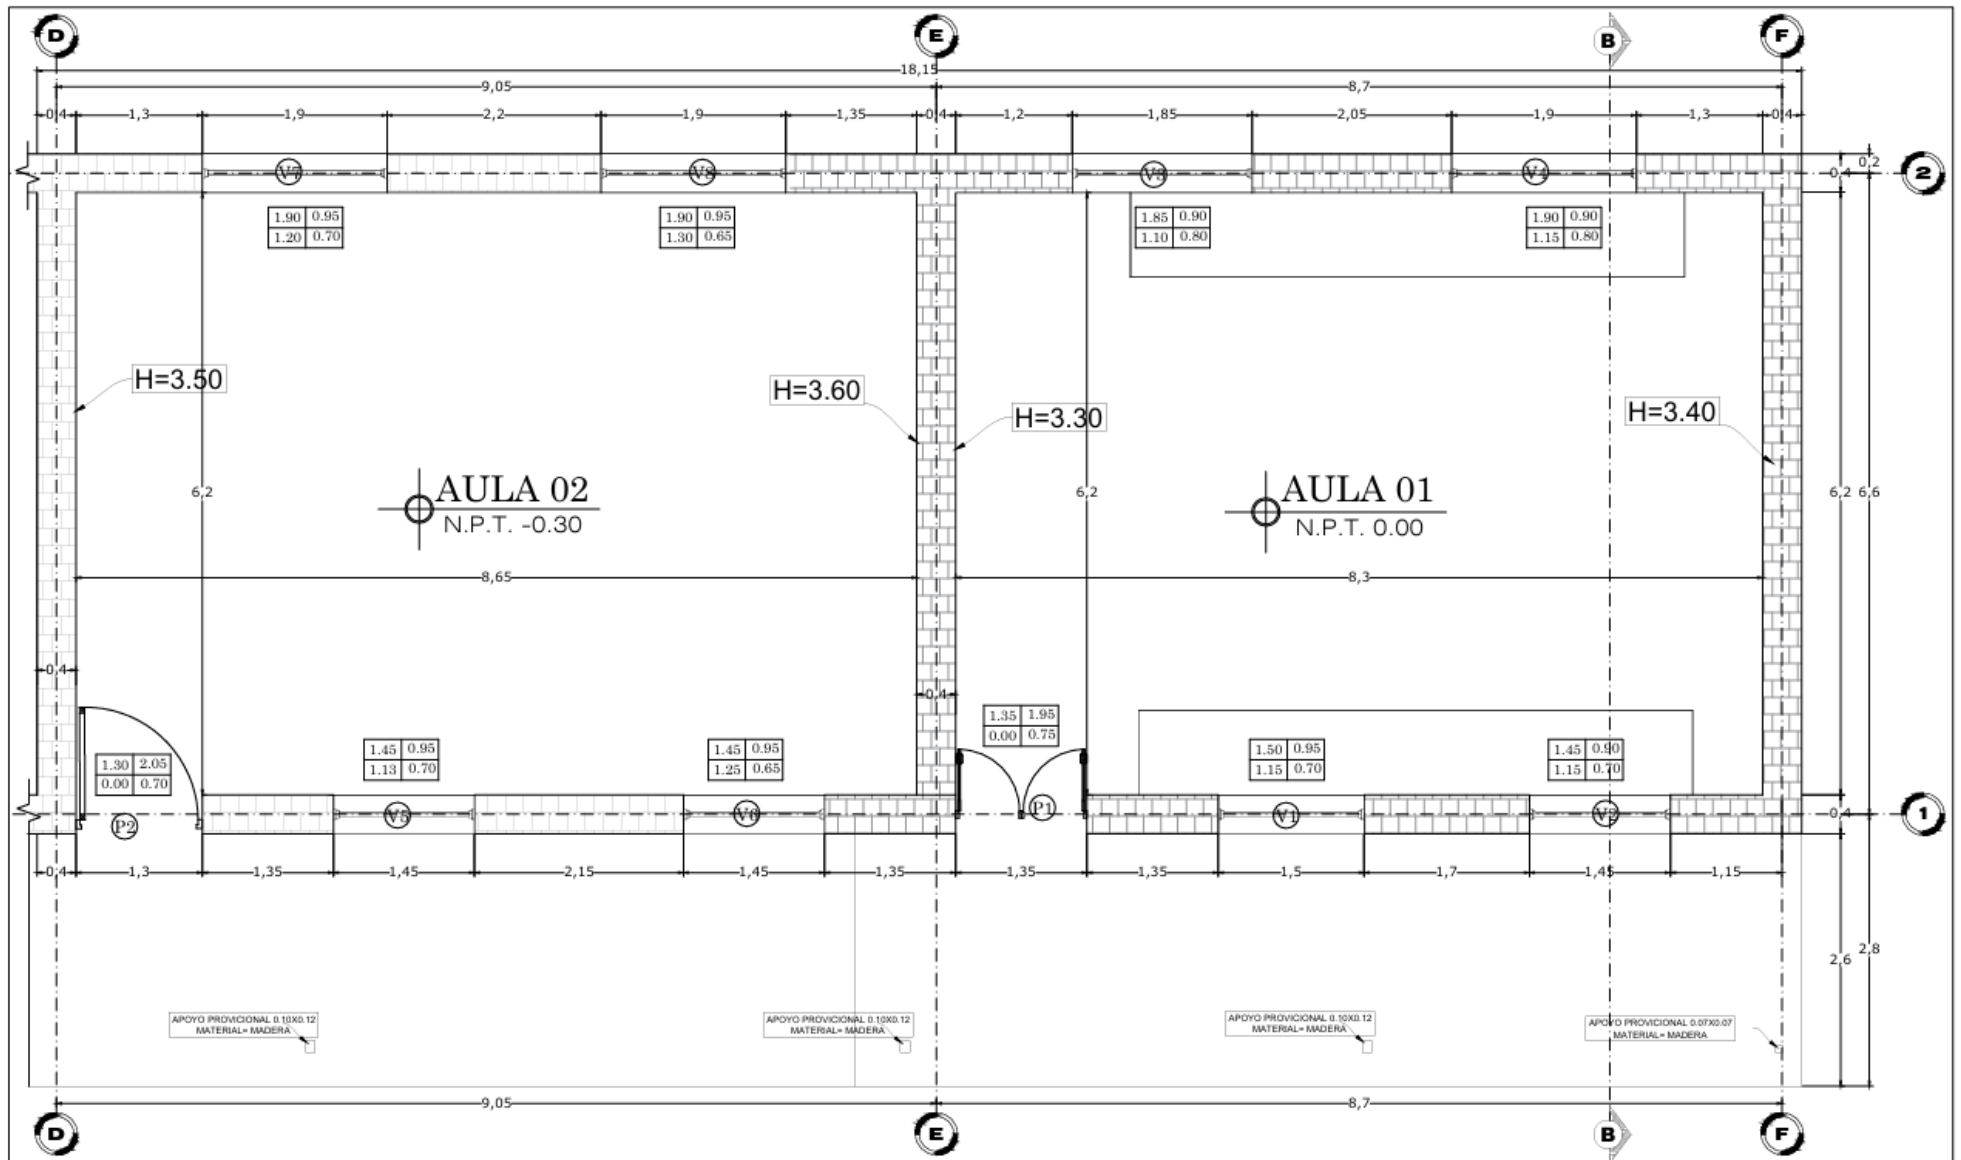 D E B F
18,15
9,05 8,7
0,4 1,3 1,9 2,2 1,9 1,35 0,4 1,2 1,85 2,05 1,9 1,3 0,4
0,2
V7 V8 V3 V4 0,4 2
1.90 0.95 1.90 0.95 1.85 0.90 1.90 0.90
1.20 0.70 1.30 0.65 1.10 0.80 1.15 0.80
H=3.50 H=3.60 H=3.30 H=3.40
AULA 02 AULA 01
6,2 6,2 6,2 6,6
N.P.T. -0.30 N.P.T. 0.00
8,65 8,3
0,4 0,4
1.35 1.95
0.00 0.75
1.45 0.95 1.45 0.95 1.50 0.95 1.45 0.90
1.13 0.70 1.25 0.65 1.15 0.70 1.15 0.70
1.30 2.05
0.00 0.70
P2 V5 V6 P1 V1 V2 0,4 1
0,4 1,3 1,35 1,45 2,15 1,45 1,35 1,35 1,35 1,5 1,7 1,45 1,15
2,6 2,8
APOYO PROVICIONAL 0.10X0.12
MATERIAL= MADERA
APOYO PROVICIONAL 0.10X0.12
MATERIAL= MADERA
APOYO PROVICIONAL 0.10X0.12
MATERIAL= MADERA
APOYO PROVICIONAL 0.07X0.07
MATERIAL= MADERA
9,05 8,7
D E B F